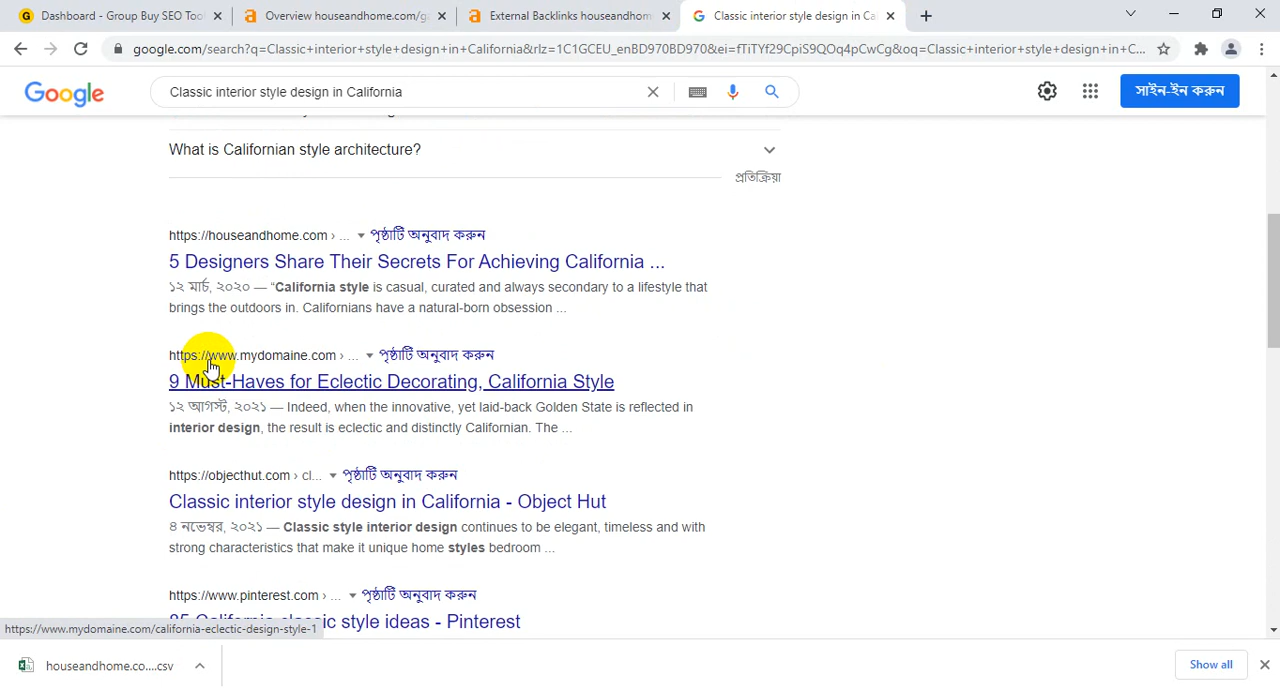 Dashboard - Group Buy SEO Tool
Overview houseandhome.com/g
External Backlinks houseandhom
Classic interior style design in Ca
google.com/search?q=Classic+interior+style+design+in+California&rlz=1C1GCEU_enBD970BD970&ei=fTiTYf29CpiS9QOq4pCwCg&oq=Classic+interior+style+design+in+C...
Google
Classic interior style design in California
সাইন-ইন করুন
What is Californian style architecture?
প্রতিক্রিয়া
https://houseandhome.com › ... পৃষ্ঠাটি অনুবাদ করুন
5 Designers Share Their Secrets For Achieving California ...
১২ মার্চ, ২০২০ — “California style is casual, curated and always secondary to a lifestyle that
brings the outdoors in. Californians have a natural-born obsession ...
https://www.mydomaine.com › ... পৃষ্ঠাটি অনুবাদ করুন
9 Must-Haves for Eclectic Decorating, California Style
১২ আগস্ট, ২০২১ — Indeed, when the innovative, yet laid-back Golden State is reflected in
interior design, the result is eclectic and distinctly Californian. The ...
https://objecthut.com › cl... পৃষ্ঠাটি অনুবাদ করুন
Classic interior style design in California - Object Hut
৪ নভেম্বর, ২০২১ — Classic style interior design continues to be elegant, timeless and with
strong characteristics that make it unique home styles bedroom ...
https://www.pinterest.com › ... পৃষ্ঠাটি অনুবাদ করুন
85 California classic style ideas - Pinterest
https://www.mydomaine.com/california-eclectic-design-style-1
houseandhome.co....csv
Show all